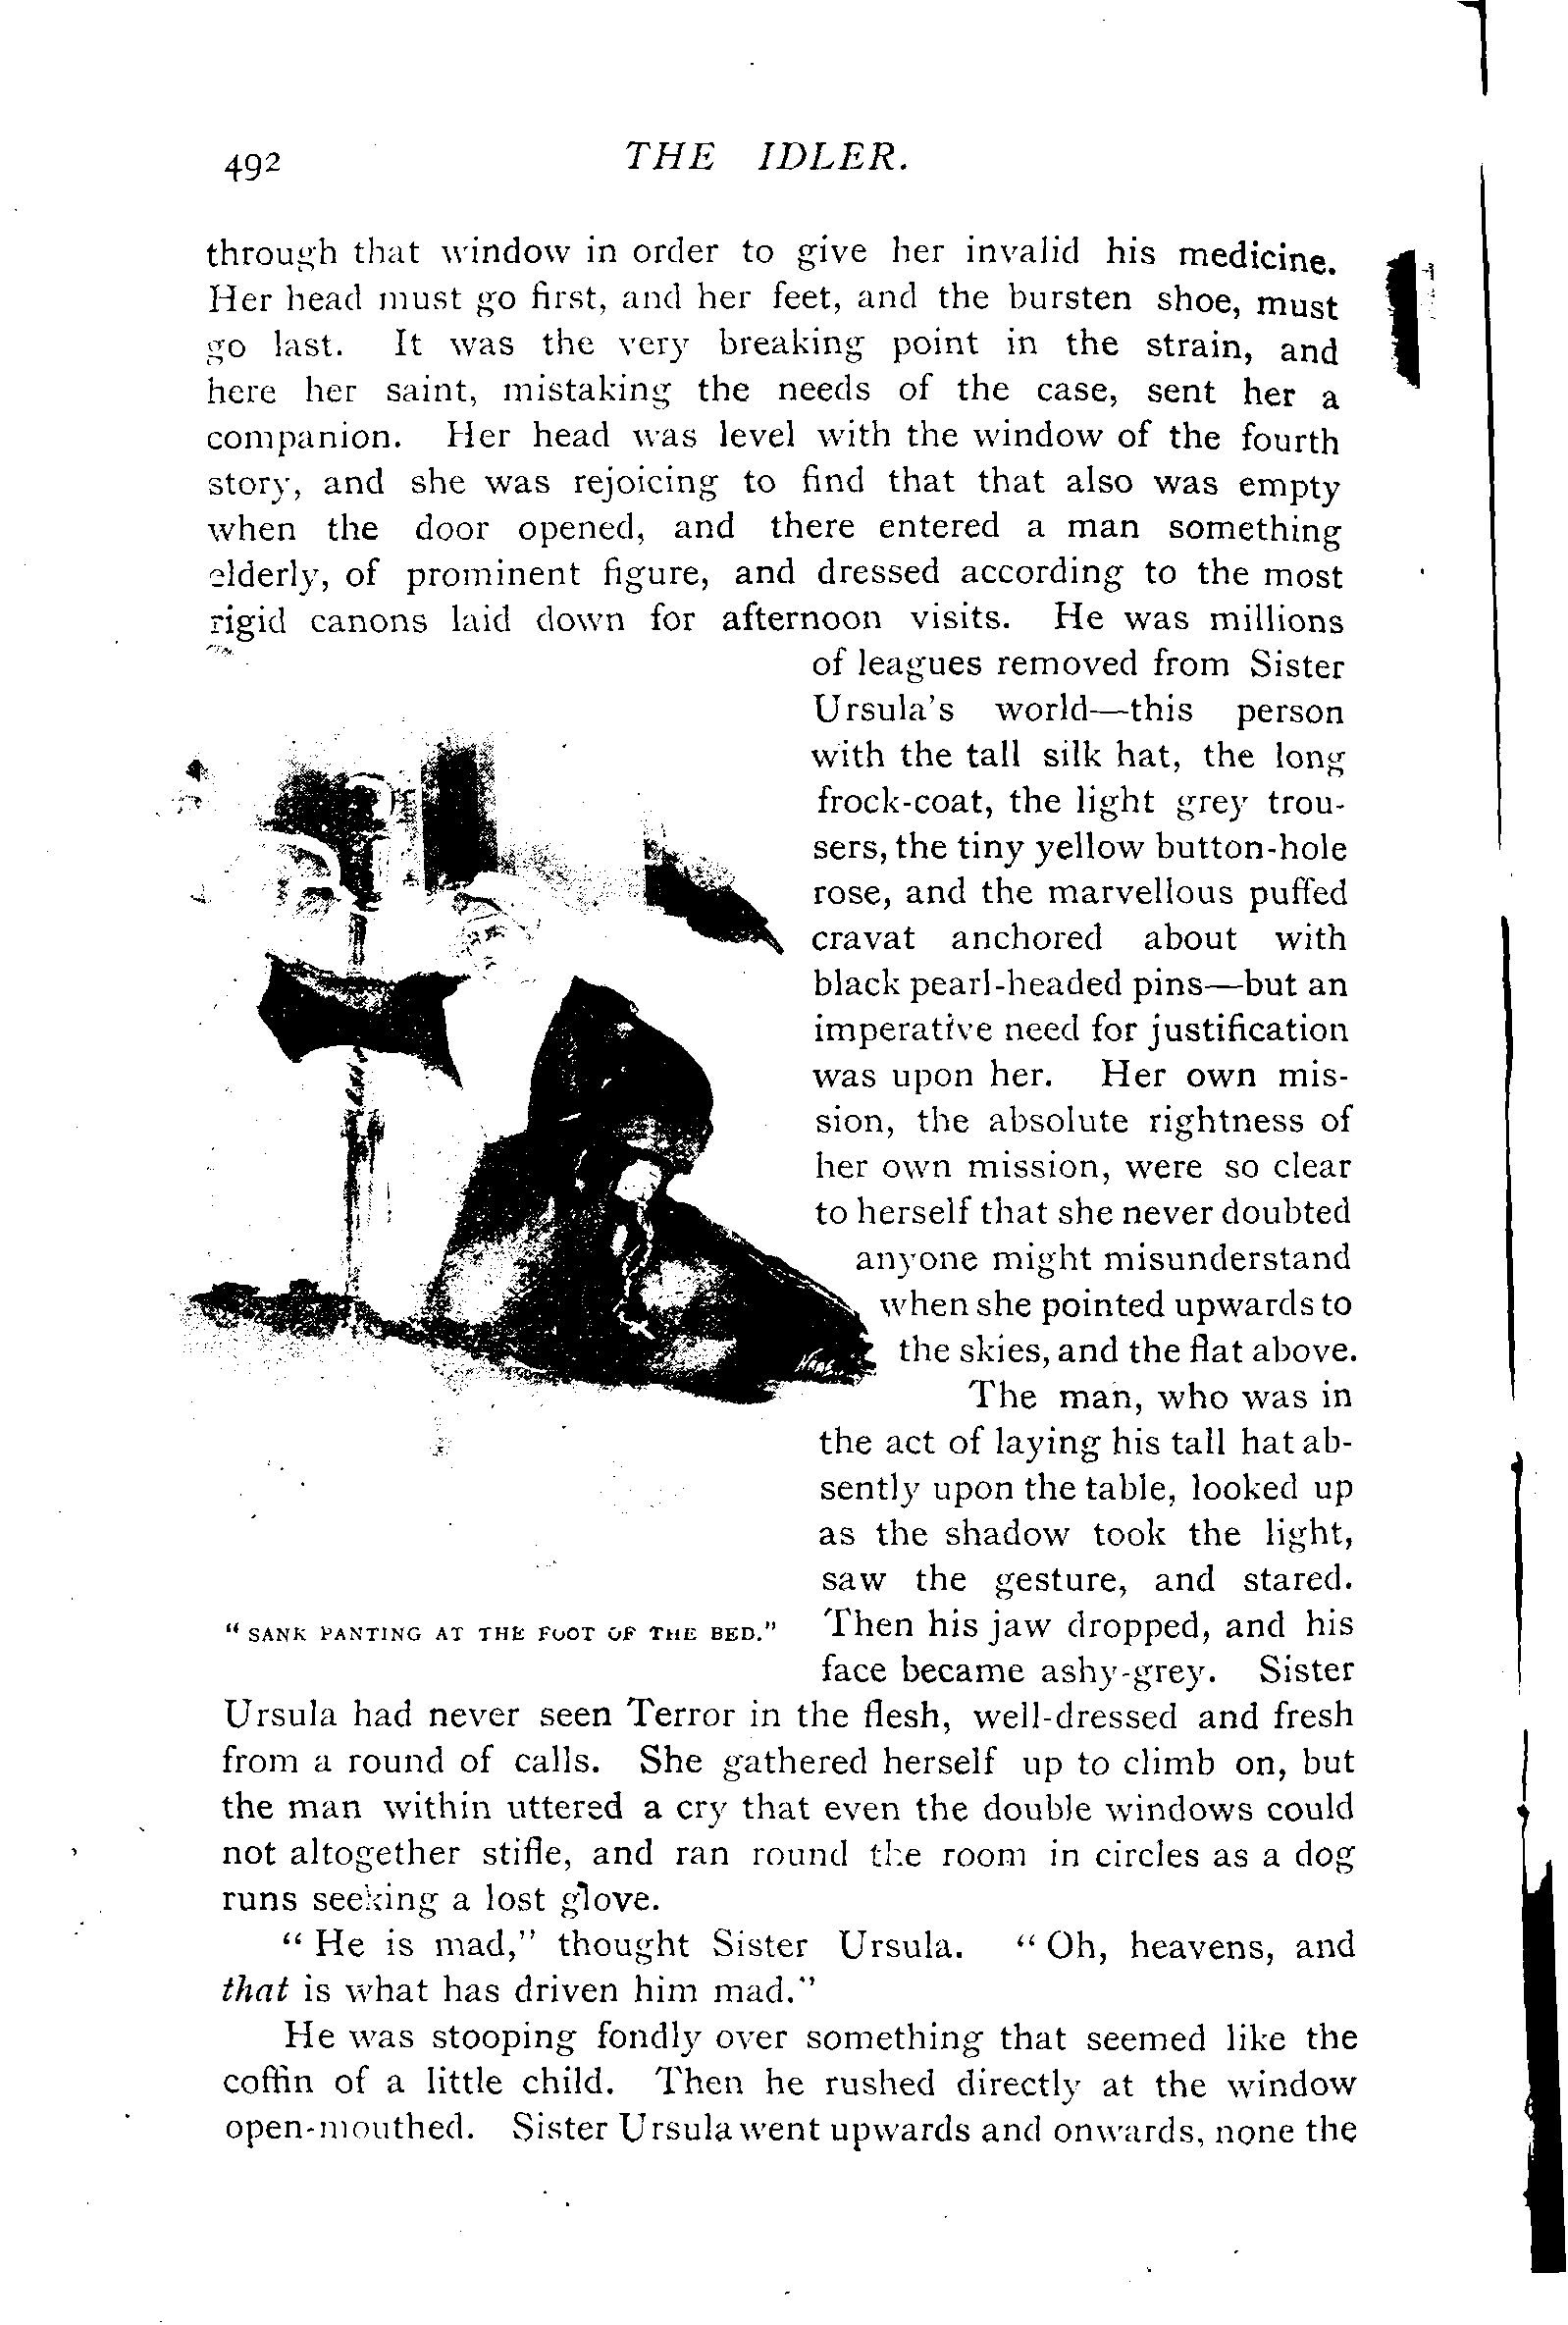 492 THE IDLER.
through that window in order to give her invalid his medicine.
Her head must go first, and her feet, and the bursten shoe, must
go last. It was the very breaking point in the strain, and
here her saint, mistaking the needs of the case, sent her a
companion. Her head was level with the window of the fourth
story, and she was rejoicing to find that that also was empty
when the door opened, and there entered a man something
elderly, of prominent figure, and dressed according to the most
rigid canons laid down for afternoon visits. He was millions
of leagues removed from Sister
Ursula's world—this person
with the tall silk hat, the long
frock-coat, the light grey trou-
sers, the tiny yellow button-hole
rose, and the marvellous puffed
cravat anchored about with
black pearl-headed pins—but an
imperative need for justification
was upon her. Her own mis-
sion, the absolute rightness of
her own mission, were so clear
to herself that she never doubted
anyone might misunderstand
when she pointed upwards to
the skies, and the flat above.
The man, who was in
the act of laying his tall hat ab-
sently upon the table, looked up
as the shadow took the light,
saw the gesture, and stared.
Then his jaw dropped, and his
face became ashy-grey. Sister
"SANK PANTING AT THE FOOT OF THE BED."
Ursula had never seen Terror in the flesh, well-dressed and fresh
from a round of calls. She gathered herself up to climb on, but
the man within uttered a cry that even the double windows could
not altogether stifle, and ran round the room in circles as a dog
runs seeking a lost glove.
"He is mad," thought Sister Ursula. "Oh, heavens, and
that is what has driven him mad."
He was stooping fondly over something that seemed like the
coffin of a little child. Then he rushed directly at the window
open-mouthed. Sister Ursula went upwards and onwards, none the